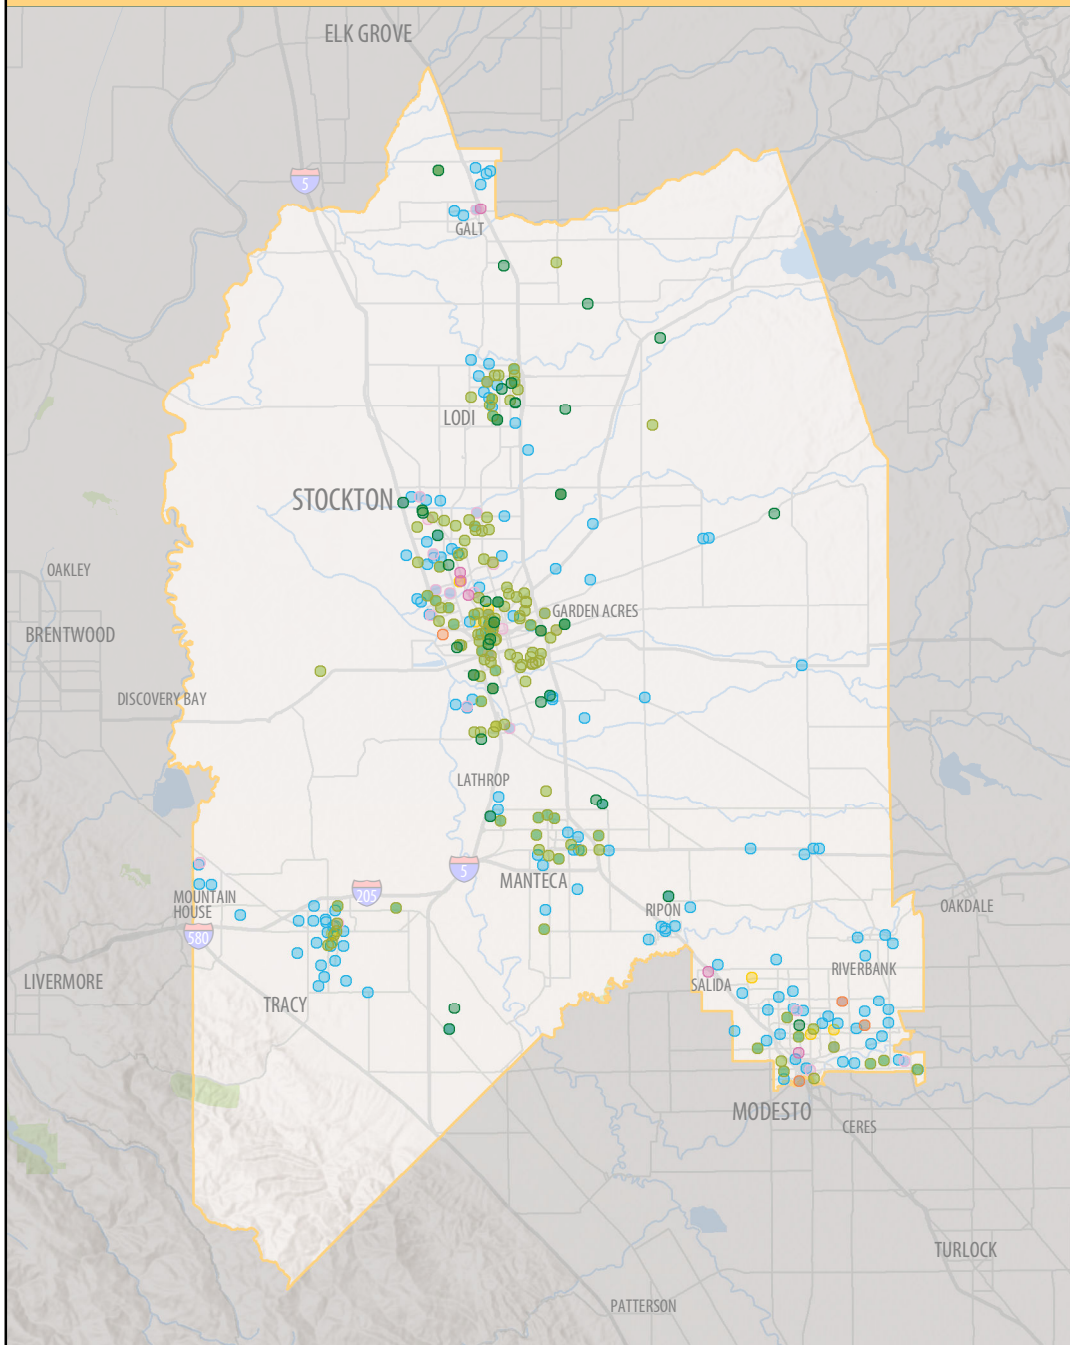 ELK GROVE
5
GALT
LODI
STOCKTON
OAKLEY
GARDEN ACRES
BRENTWOOD
DISCOVERY BAY
LATHROP
5
MANTECA
205
MOUNTAIN
HOUSE
OAKDALE
RIPON
580
RIVERBANK
LIVERMORE
SALIDA
TRACY
MODESTO
CERES
TURLOCK
PATTERSON